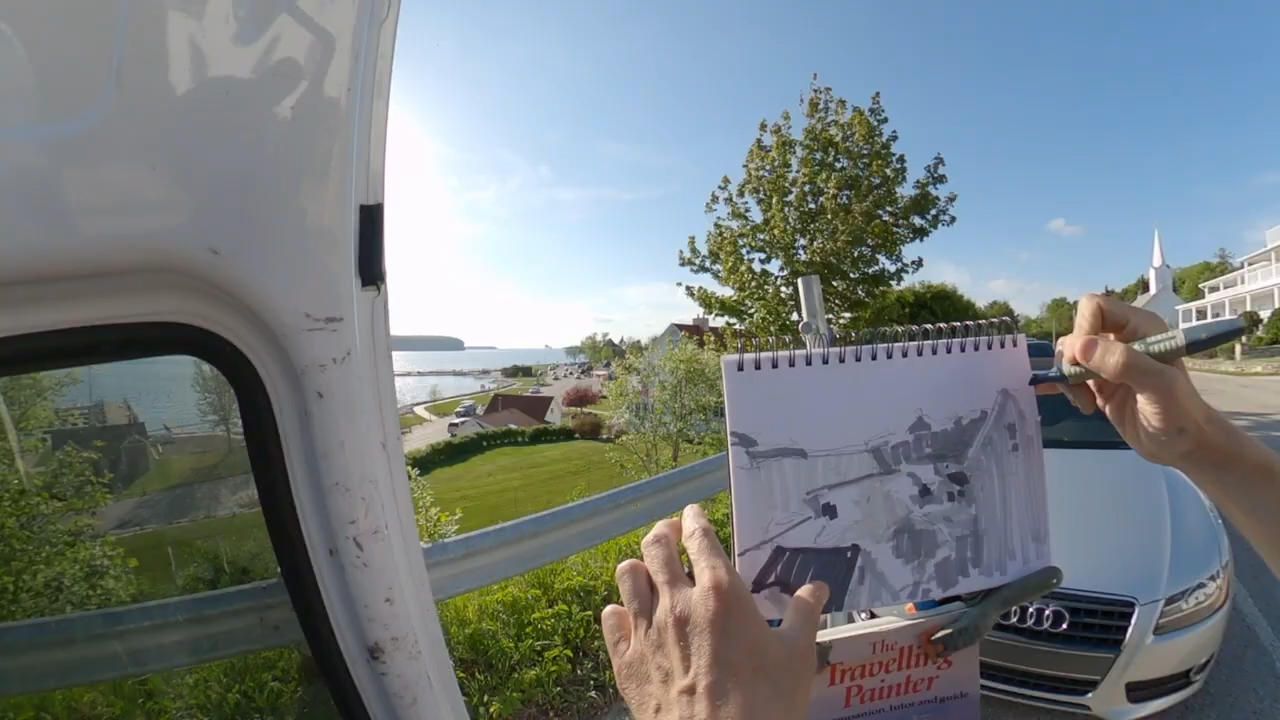 The
Travelling
Painter
companion, tutor and guide